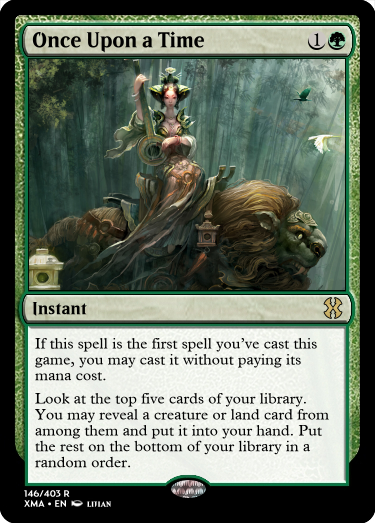 Once Upon a Time 1
Instant
If this spell is the first spell you've cast this
game, you may cast it without paying its
mana cost.
Look at the top five cards of your library.
You may reveal a creature or land card from
among them and put it into your hand. Put
the rest on the bottom of your library in a
random order.
146/403 R
XMA • EN LIJIAN